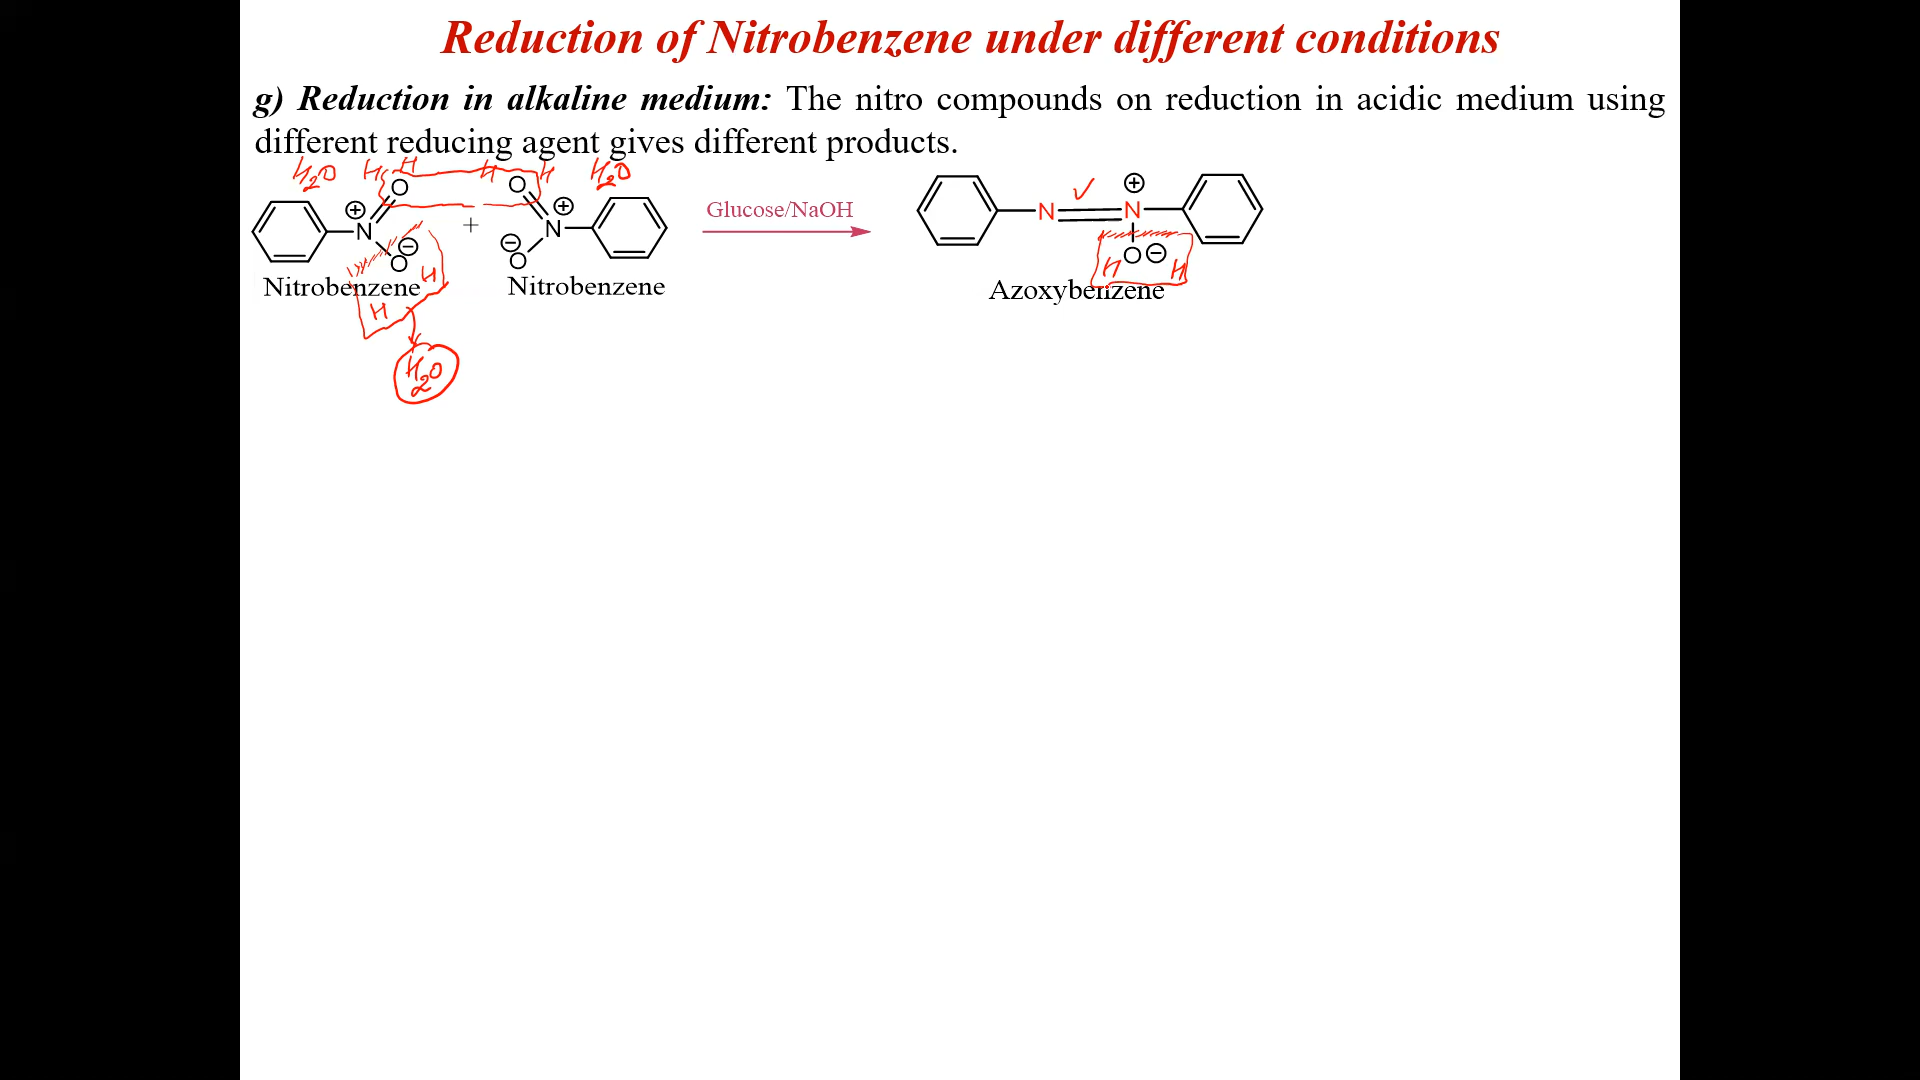 Reduction of Nitrobenzene under different conditions
g) Reduction in alkaline medium: The nitro compounds on reduction in acidic medium using
different reducing agent gives different products.
H2O H H H H H2O
O O ⊕
⊕ N ⊕ N + Glucose/NaOH N N
⊖ O ⊖ O O ⊖
H H H
Nitrobenzene Nitrobenzene Azoxybenzene
H
H2O